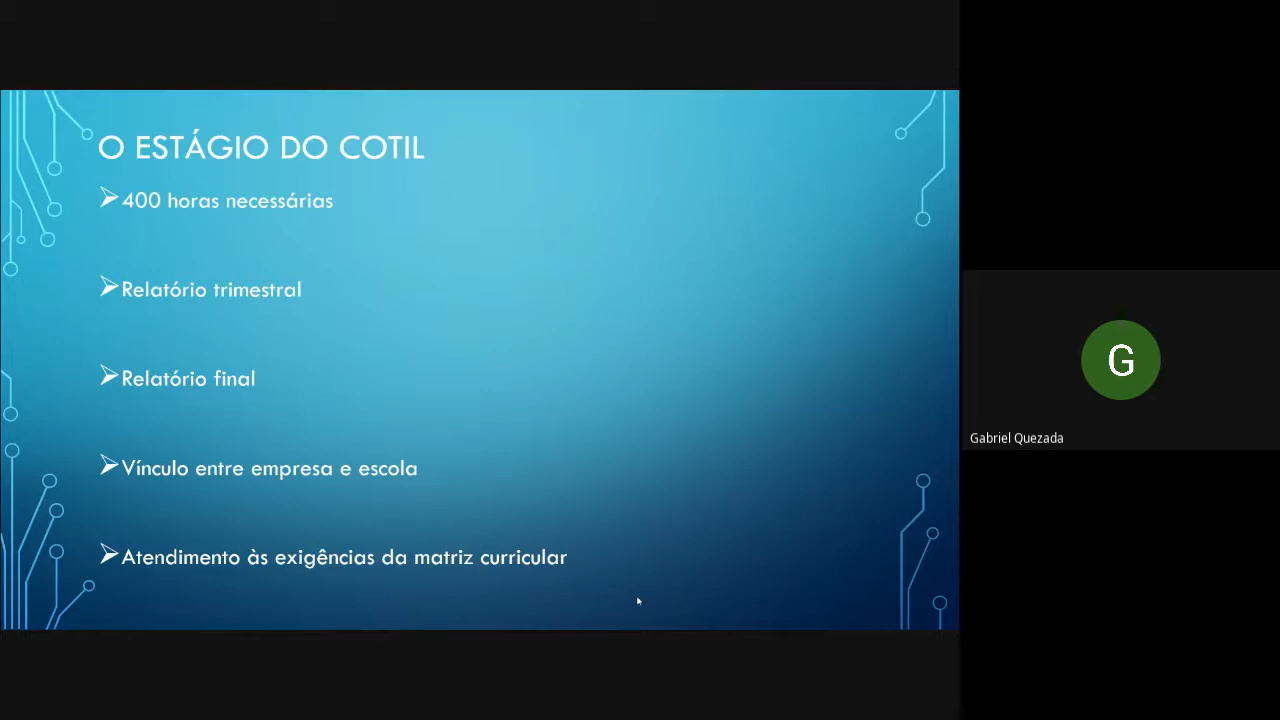 O ESTÁGIO DO COTIL
400 horas necessárias
Relatório trimestral
Relatório final
Vínculo entre empresa e escola
Atendimento às exigências da matriz curricular
G
Gabriel Quezada